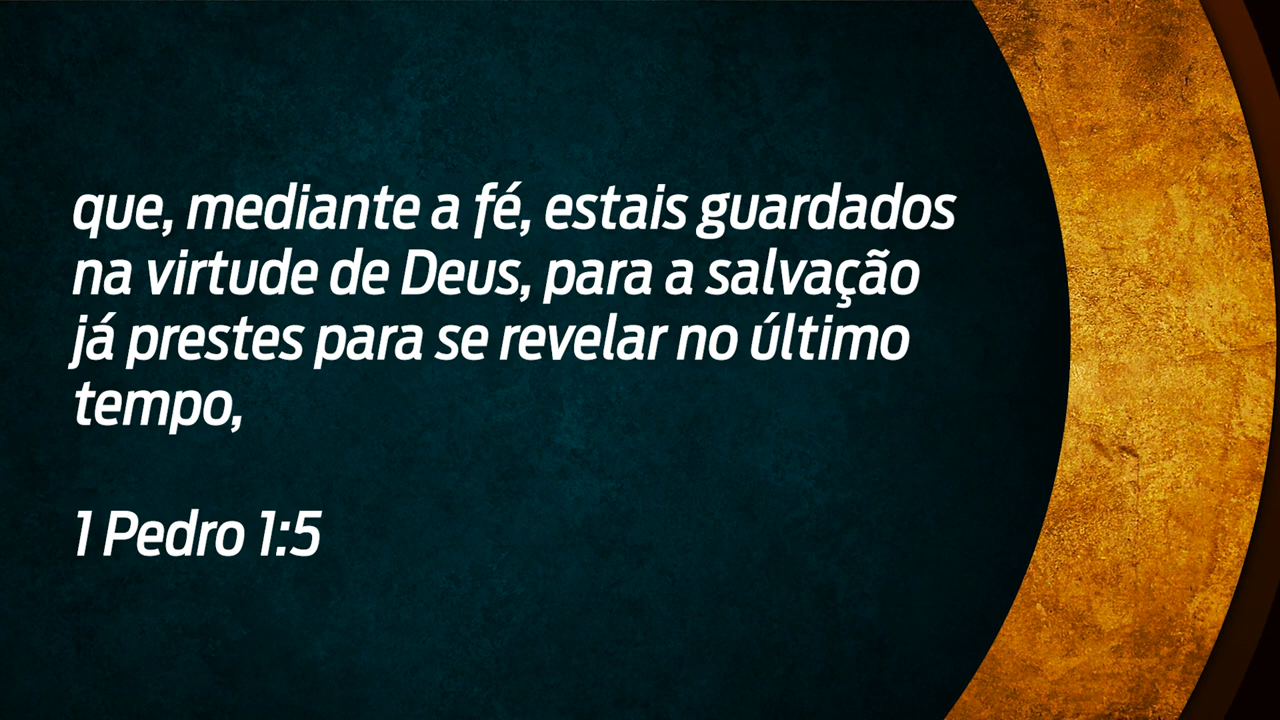 que, mediante a fé, estais guardados
na virtude de Deus, para a salvação
já prestes para se revelar no último
tempo,
1 Pedro 1:5